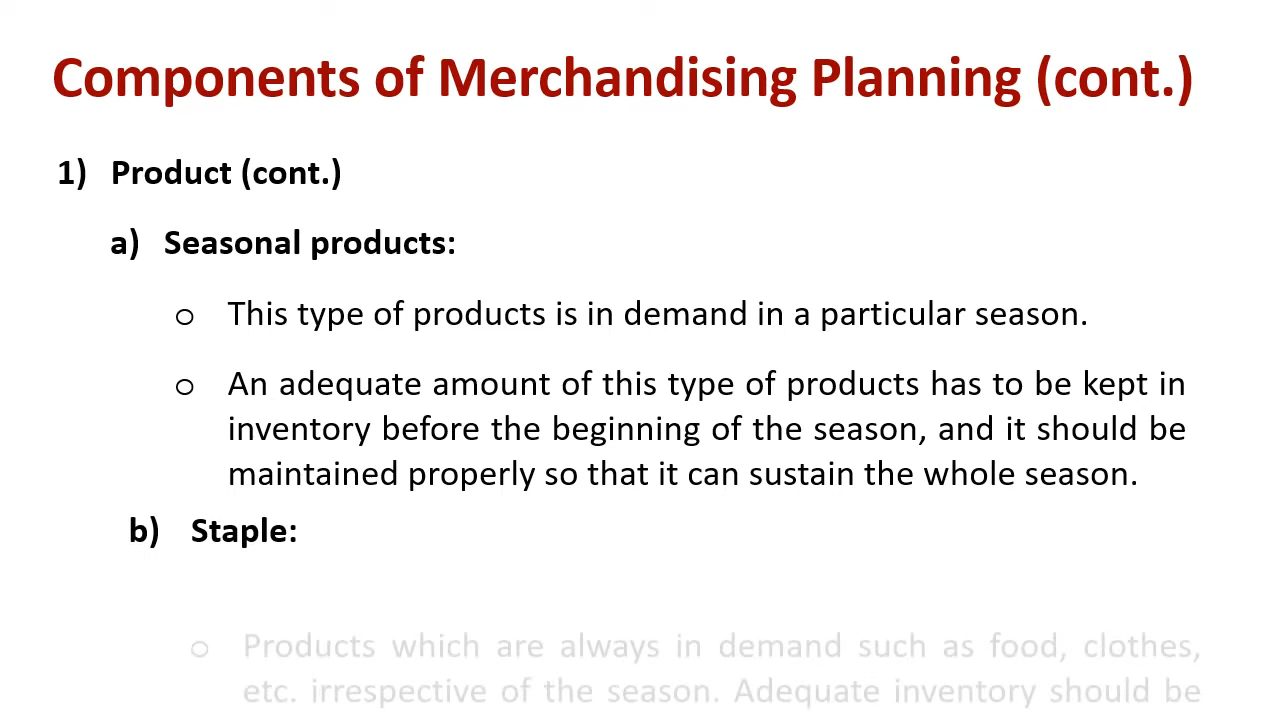 Components of Merchandising Planning (cont.)
1) Product (cont.)
a) Seasonal products:
o This type of products is in demand in a particular season.
o An adequate amount of this type of products has to be kept in
inventory before the beginning of the season, and it should be
maintained properly so that it can sustain the whole season.
b) Staple:
o Products which are always in demand such as food, clothes,
etc. irrespective of the season. Adequate inventory should be